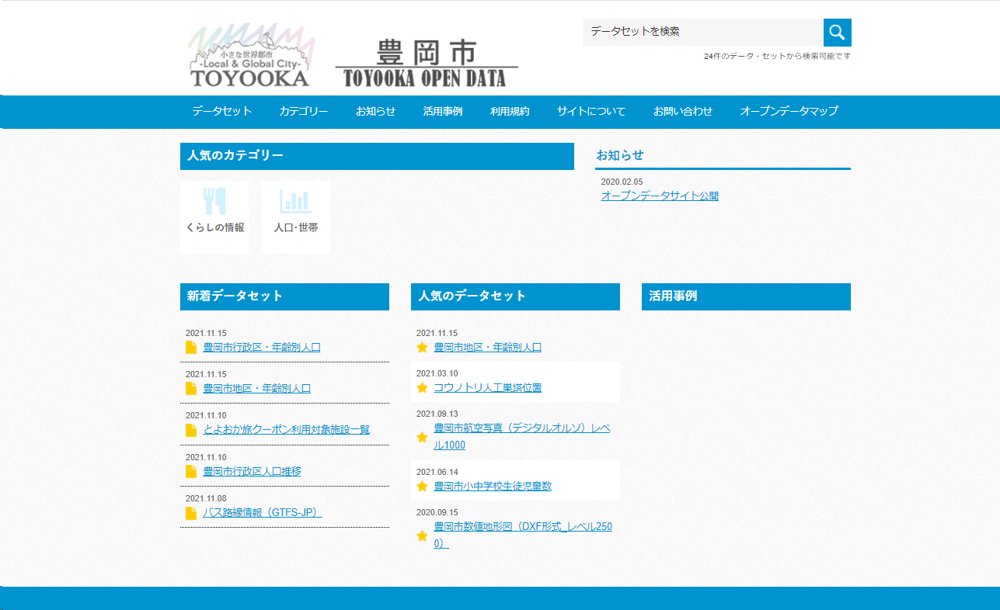 小さな世界都市
-Local & Global City-
TOYOOKA
豊岡市
TOYOOKA OPEN DATA
データセットを検索
24件のデータ・セットから検索可能です
データセット カテゴリー お知らせ 活用事例 利用規約 サイトについて お問い合わせ オープンデータマップ
人気のカテゴリー
くらしの情報
人口･世帯
お知らせ
2020.02.05
オープンデータサイト公開
新着データセット
2021.11.15
豊岡市行政区・年齢別人口
2021.11.15
豊岡市地区・年齢別人口
2021.11.10
とよおか旅クーポン利用対象施設一覧
2021.11.10
豊岡市行政区人口推移
2021.11.08
バス路線情報（GTFS-JP）
人気のデータセット
2021.11.15
豊岡市地区・年齢別人口
2021.03.10
コウノトリ人工巣塔位置
2021.09.13
豊岡市航空写真（デジタルオルソ）レベ
ル1000
2021.06.14
豊岡市小中学校生徒児童数
2020.09.15
豊岡市数値地形図（DXF形式_レベル250
0）
活用事例